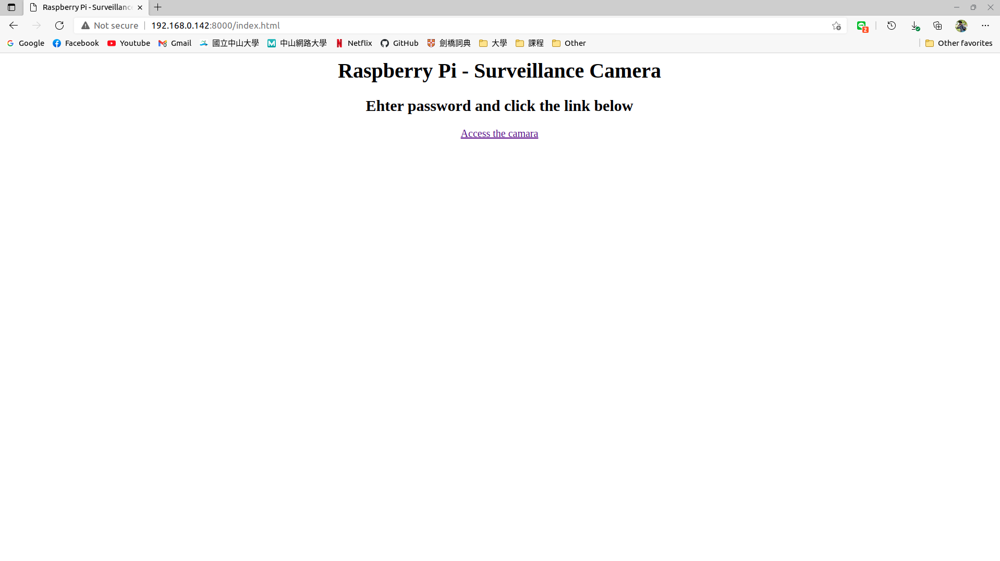 Raspberry Pi - Surveillance
Not secure 192.168.0.142:8000/index.html
2
Google Facebook Youtube Gmail 國立中山大學 中山網路大學 Netflix GitHub 劍橋詞典 大學 課程 Other Other favorites
Raspberry Pi - Surveillance Camera
Ehter password and click the link below
Access the camara